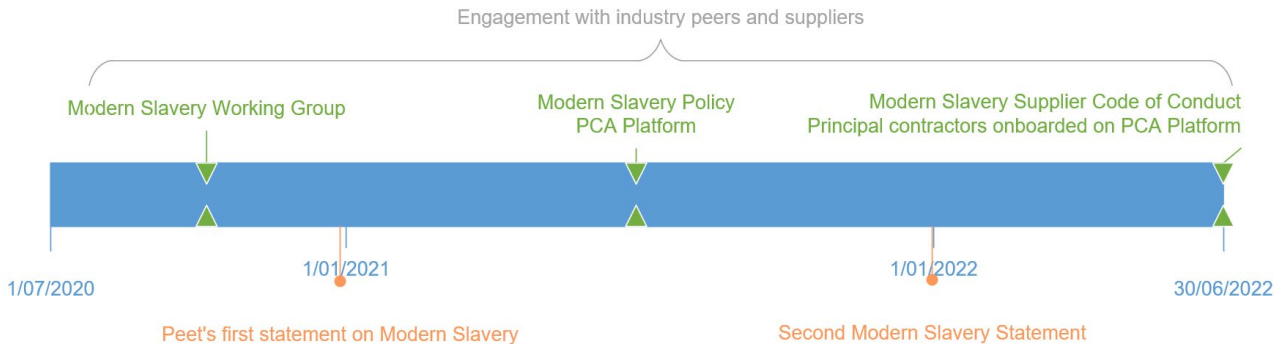 Engagement with industry peers and suppliers
Modern Slavery Working Group
Modern Slavery Policy
PCA Platform
Modern Slavery Supplier Code of Conduct
Principal contractors onboarded on PCA Platform
1/07/2020
1/01/2021
1/01/2022
30/06/2022
Peet's first statement on Modern Slavery
Second Modern Slavery Statement